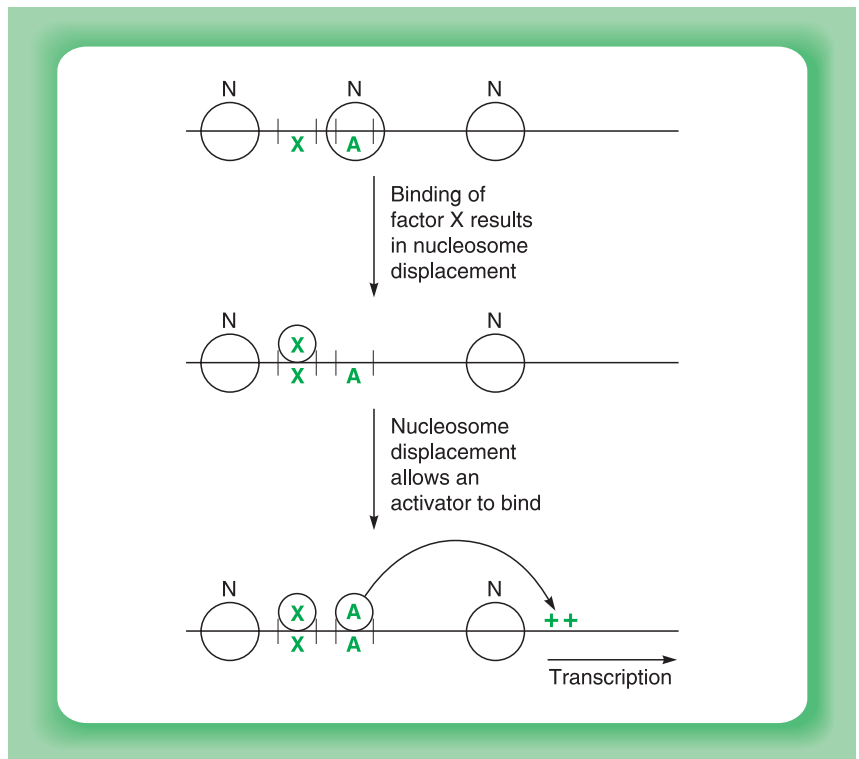 N N N
X A
Binding of
factor X results
in nucleosome
displacement
N N
X
X A
Nucleosome
displacement
allows an
activator to bind
N N
X A ++
X A
Transcription